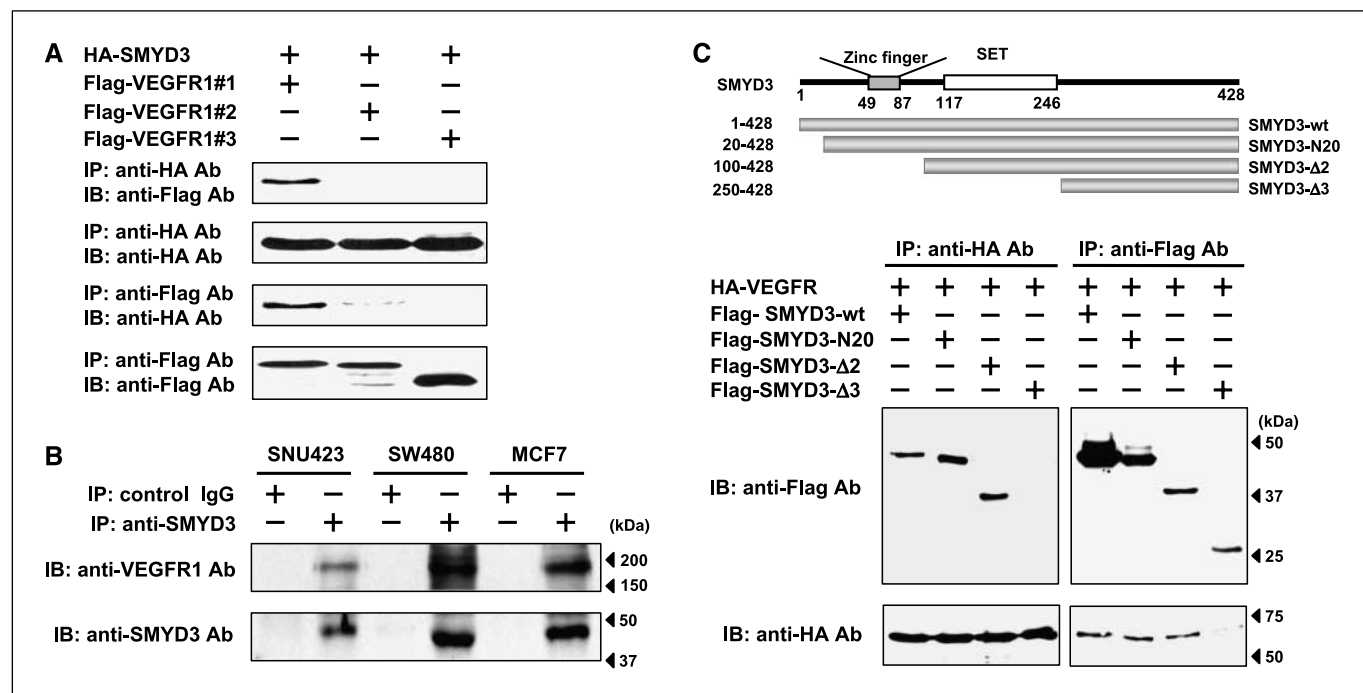 A
HA-SMYD3 + + +
Flag-VEGFR1#1 + − −
Flag-VEGFR1#2 − + −
Flag-VEGFR1#3 − − +
IP: anti-HA Ab
IB: anti-Flag Ab
IP: anti-HA Ab
IB: anti-HA Ab
IP: anti-Flag Ab
IB: anti-HA Ab
IP: anti-Flag Ab
IB: anti-Flag Ab
B
SNU423 SW480 MCF7
IP: control IgG + − + − + −
IP: anti-SMYD3 − + − + − + (kDa)
IB: anti-VEGFR1 Ab
200
150
IB: anti-SMYD3 Ab
50
37
C
Zinc finger SET
SMYD3
1 49 87 117 246 428
1–428 SMYD3-wt
20–428 SMYD3-N20
100–428 SMYD3-Δ2
250–428 SMYD3-Δ3
IP: anti-HA Ab IP: anti-Flag Ab
HA-VEGFR + + + + + + + +
Flag- SMYD3-wt + − − − + − − −
Flag-SMYD3-N20 − + − − − + − −
Flag-SMYD3-Δ2 − − + − − − + −
Flag-SMYD3-Δ3 − − − + − − − +
(kDa)
50
IB: anti-Flag Ab 37
25
75
IB: anti-HA Ab
50